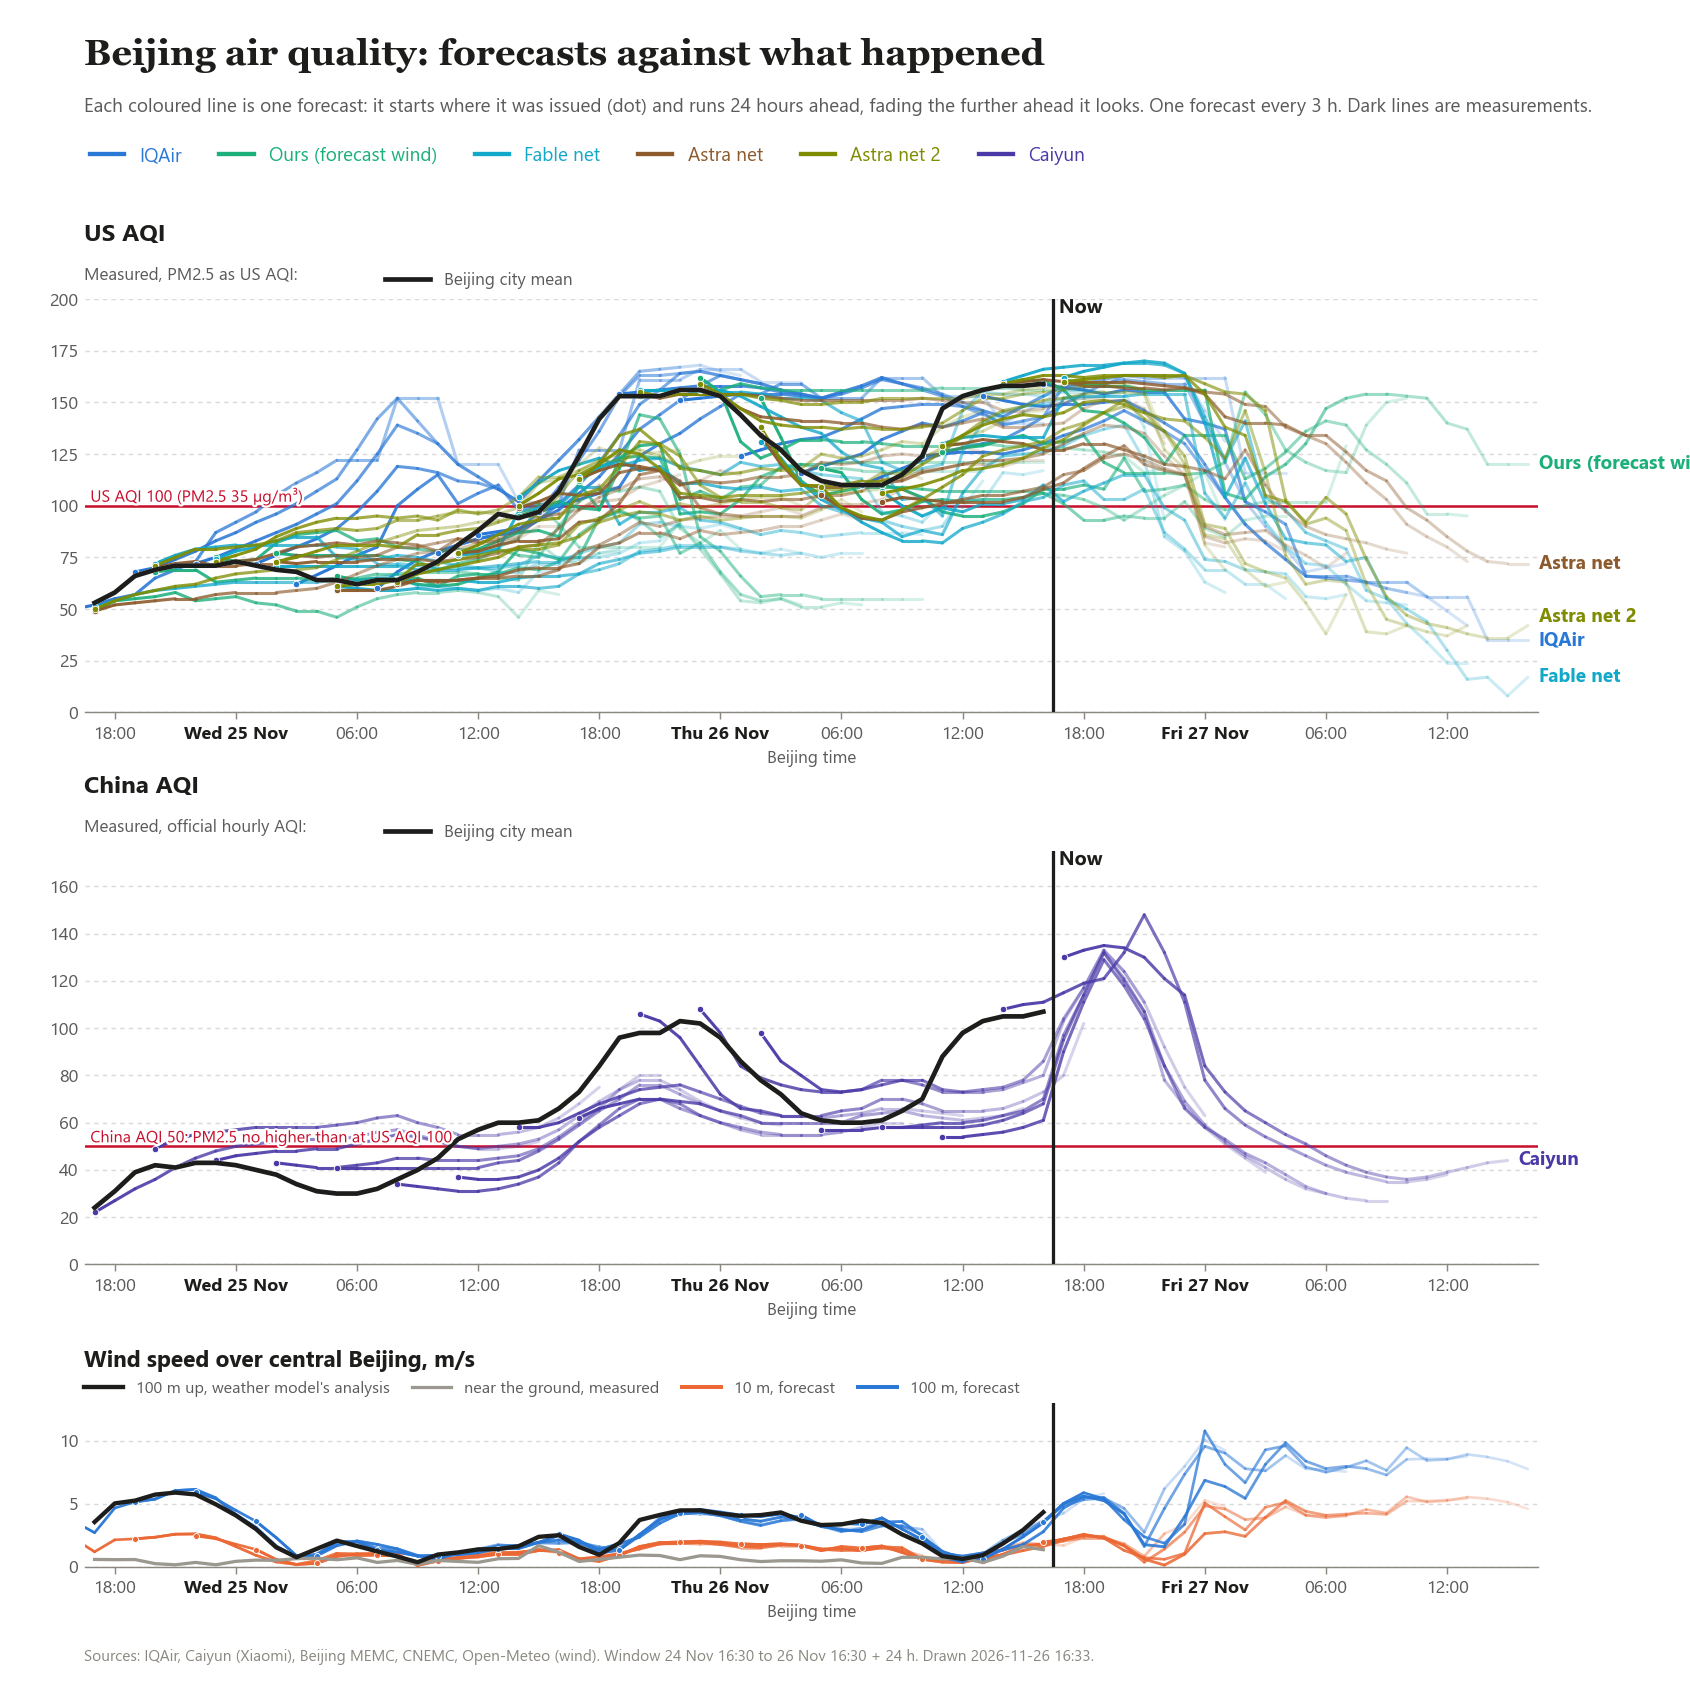 Beijing air quality: forecasts against what happened
Each coloured line is one forecast: it starts where it was issued (dot) and runs 24 hours ahead, fading the further ahead it looks. One forecast every 3 h. Dark lines are measurements.
IQAir Ours (forecast wind) Fable net Astra net Astra net 2 Caiyun
US AQI
Measured, PM2.5 as US AQI: Beijing city mean
200
Now
175
150
125
Ours (forecast wi
US AQI 100 (PM2.5 35 µg/m³)
100
75
Astra net
50
Astra net 2
IQAir
25
Fable net
0
18:00 Wed 25 Nov 06:00 12:00 18:00 Thu 26 Nov 06:00 12:00 18:00 Fri 27 Nov 06:00 12:00
Beijing time
China AQI
Measured, official hourly AQI: Beijing city mean
Now
160
140
120
100
80
60
China AQI 50: PM2.5 no higher than at US AQI 100
Caiyun
40
20
0
18:00 Wed 25 Nov 06:00 12:00 18:00 Thu 26 Nov 06:00 12:00 18:00 Fri 27 Nov 06:00 12:00
Beijing time
Wind speed over central Beijing, m/s
100 m up, weather model's analysis near the ground, measured 10 m, forecast 100 m, forecast
10
5
0
18:00 Wed 25 Nov 06:00 12:00 18:00 Thu 26 Nov 06:00 12:00 18:00 Fri 27 Nov 06:00 12:00
Beijing time
Sources: IQAir, Caiyun (Xiaomi), Beijing MEMC, CNEMC, Open-Meteo (wind). Window 24 Nov 16:30 to 26 Nov 16:30 + 24 h. Drawn 2026-11-26 16:33.